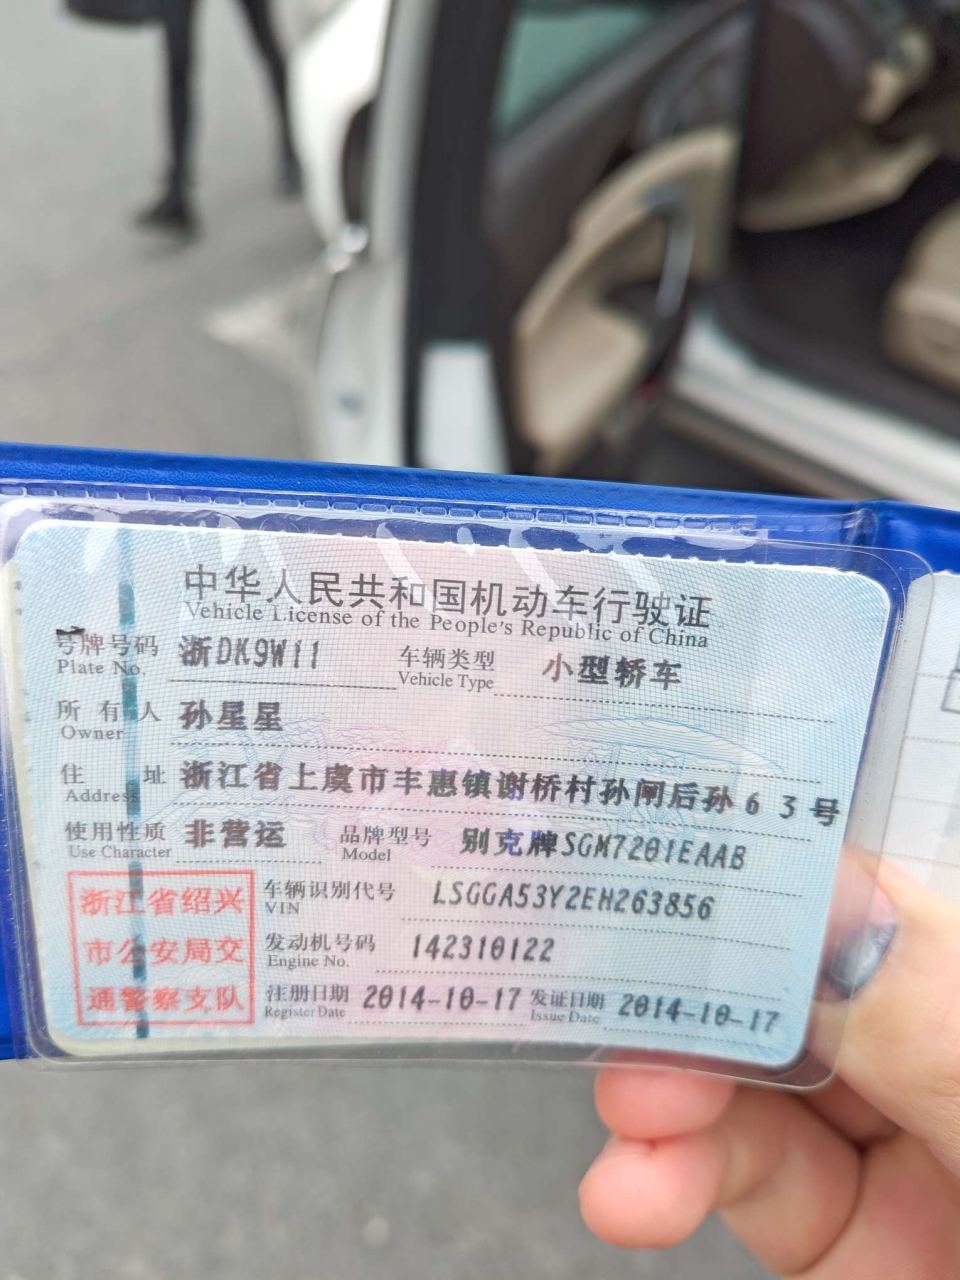 中华人民共和国机动车行驶证
Vehicle License of the People's Republic of China
号牌号码 浙DK9W11 车辆类型 小型轿车
Plate No. Vehicle Type
所有人 孙星星
Owner
住址 浙江省上虞市丰惠镇谢桥村孙闸后孙63号
Address
使用性质 非营运 品牌型号 别克牌SGM7201EAAB
Use Character Model
浙江省绍兴
市公安局交
通警察支队
车辆识别代号 LSGGA53Y2EH263856
VIN
发动机号码 142310122
Engine No.
注册日期 2014-10-17 发证日期 2014-10-17
Register Date Issue Date